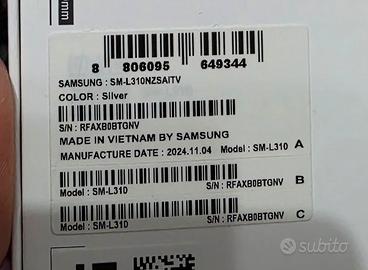 mm
8 806095 649344
SAMSUNG : SM-L310NZSAITV
COLOR : Silver
S/N : RFAXB0BTGNV
MADE IN VIETNAM BY SAMSUNG
MANUFACTURE DATE : 2024.11.04 Model : SM-L310 A
Model : SM-L310 S/N : RFAXB0BTGNV B
Model : SM-L310 S/N : RFAXB0BTGNV C
subito